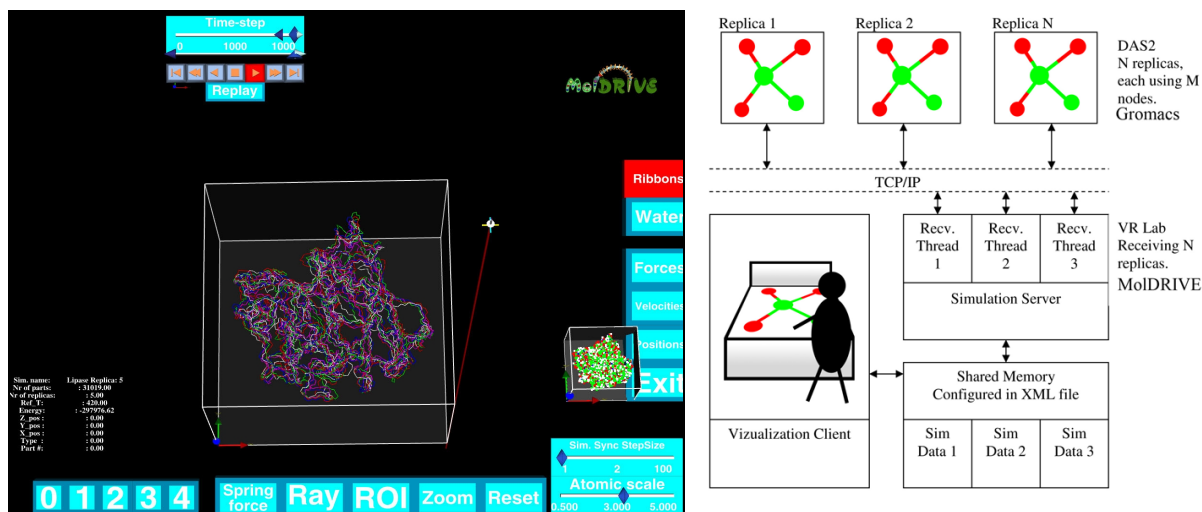 Time-step
0 1000 1000
Replay
MolDRIVE
Ribbons
Water
Forces
Velocities
Positions
Exit
Sim. name: Lipase Replica: 5
Nr of parts: : 31019.00
Nr of replicas: : 5.00
Ref_T: : 420.00
Energy: : -297976.62
Z_pos : : 0.00
Y_pos : : 0.00
X_pos : : 0.00
Type : : 0.00
Part #: : 0.00
Sim. Sync StepSize
1 2 100
Atomic scale
0.500 3.000 5.000
0 1 2 3 4
Spring
force
Ray
ROI
Zoom
Reset
Replica 1
Replica 2
Replica N
DAS2
N replicas,
each using M
nodes.
Gromacs
TCP/IP
Recv.
Thread
1
Recv.
Thread
2
Recv.
Thread
3
Simulation Server
VR Lab
Receiving N
replicas.
MolDRIVE
Shared Memory
Configured in XML file
Vizualization Client
Sim
Data 1
Sim
Data 2
Sim
Data 3